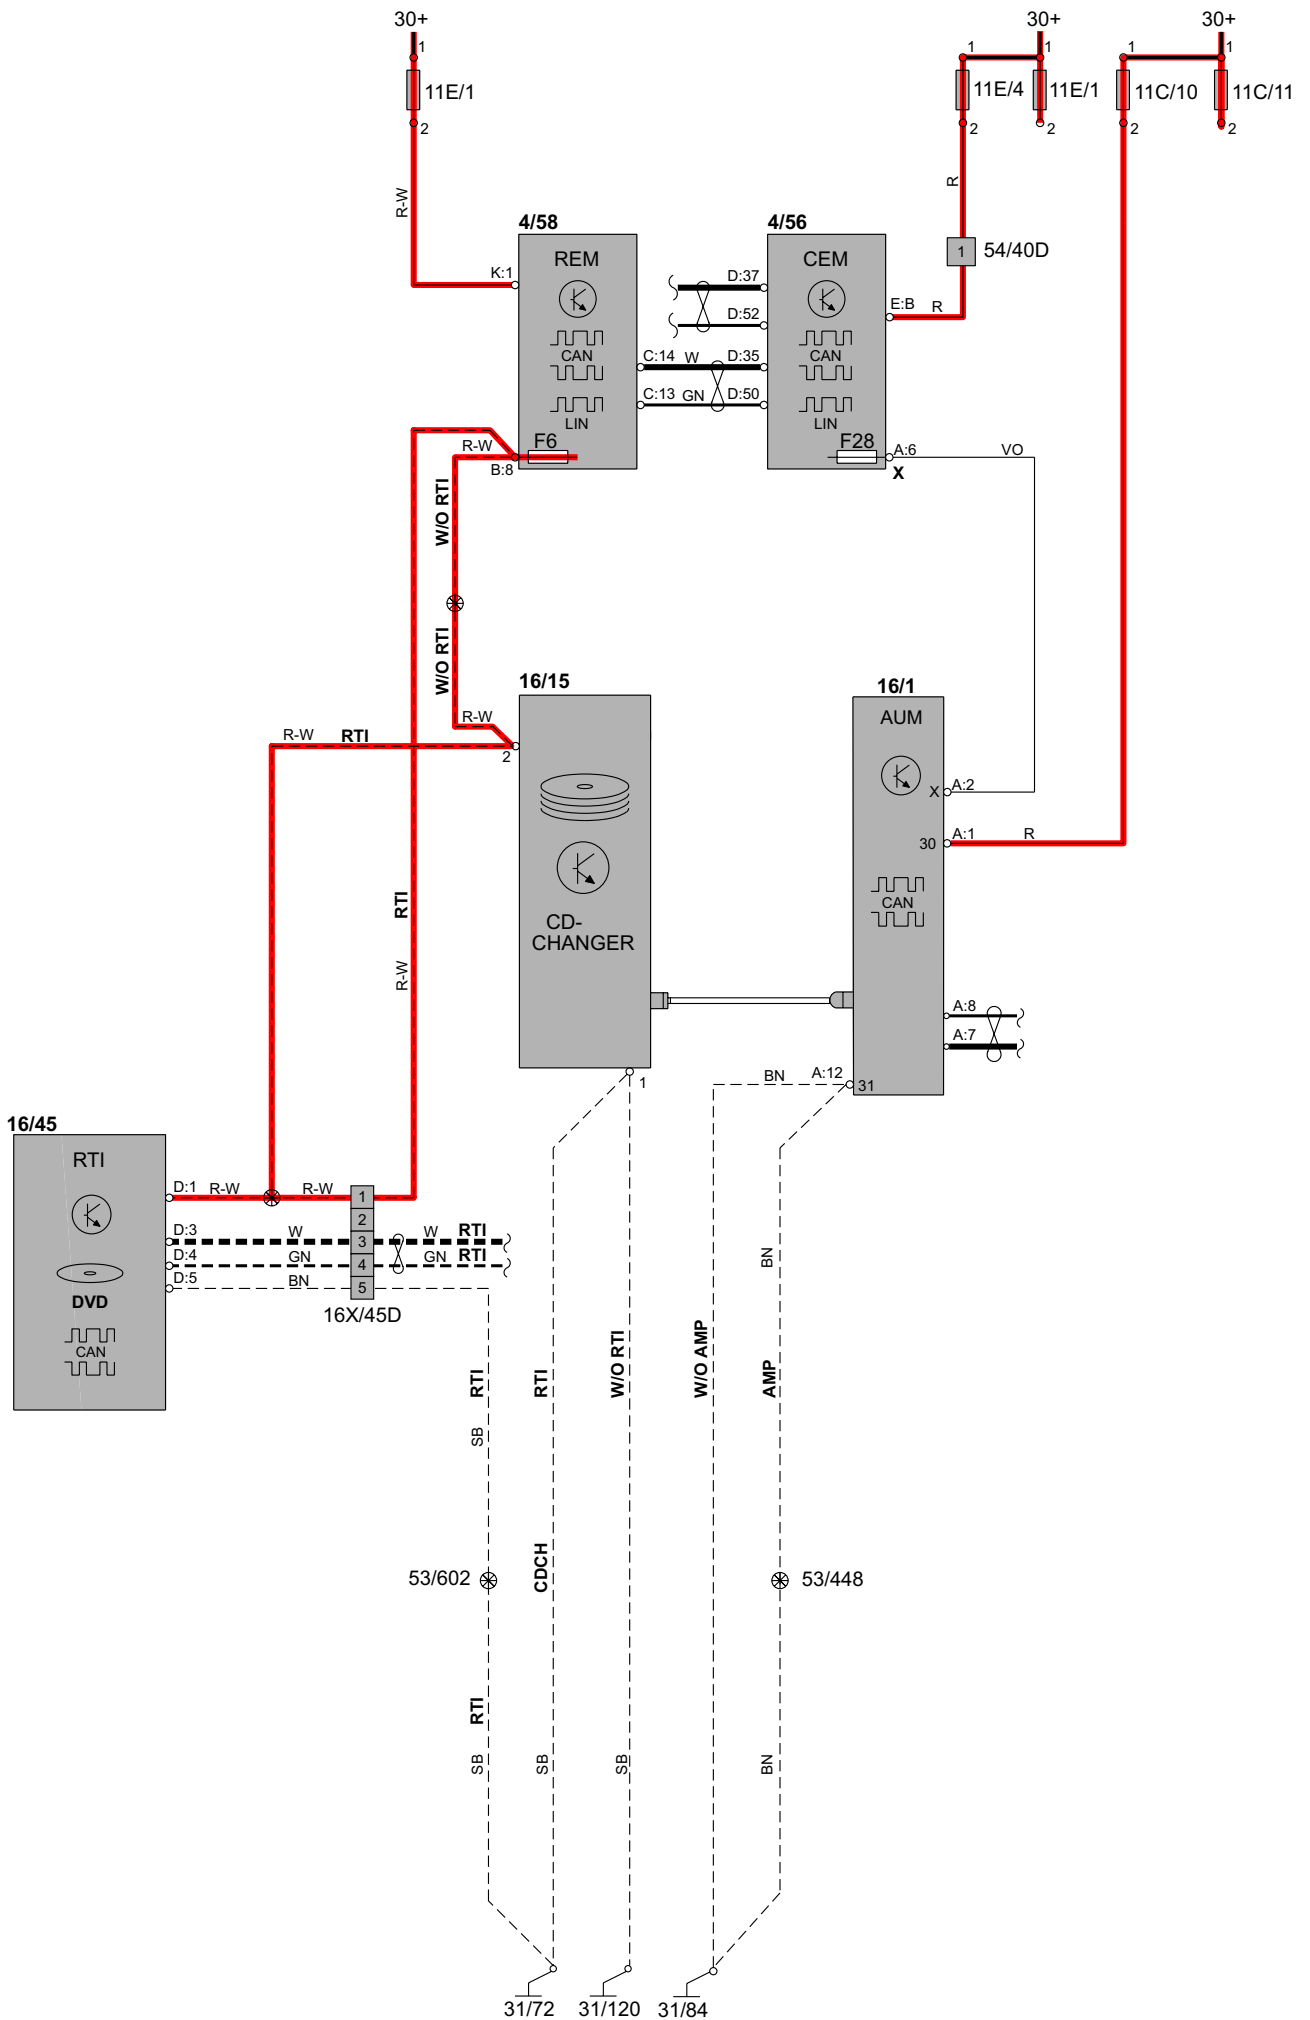 30+
30+
30+
1
1
1
1
1
11E/1
11E/4
11E/1
11C/10
11C/11
2
2
2
2
2
R-W
R
4/58
4/56
REM
CEM
54/40D
1
K:1
D:37
D:52
E:B
R
CAN
CAN
C:14
W
D:35
C:13
GN
D:50
LIN
LIN
R-W
F6
F28
A:6
VO
B:8
X
W/O RTI
W/O RTI
16/15
16/1
AUM
R-W
R-W
RTI
2
X
A:2
30
A:1
R
RTI
CAN
CD-
CHANGER
R-W
A:8
A:7
1
BN
A:12
31
16/45
RTI
D:1
R-W
R-W
1
2
D:3
W
3
W
RTI
D:4
GN
4
GN
RTI
D:5
BN
5
DVD
16X/45D
CAN
BN
RTI
RTI
W/O RTI
W/O AMP
AMP
SB
53/602
CDCH
53/448
RTI
SB
SB
SB
BN
31/72
31/120
31/84